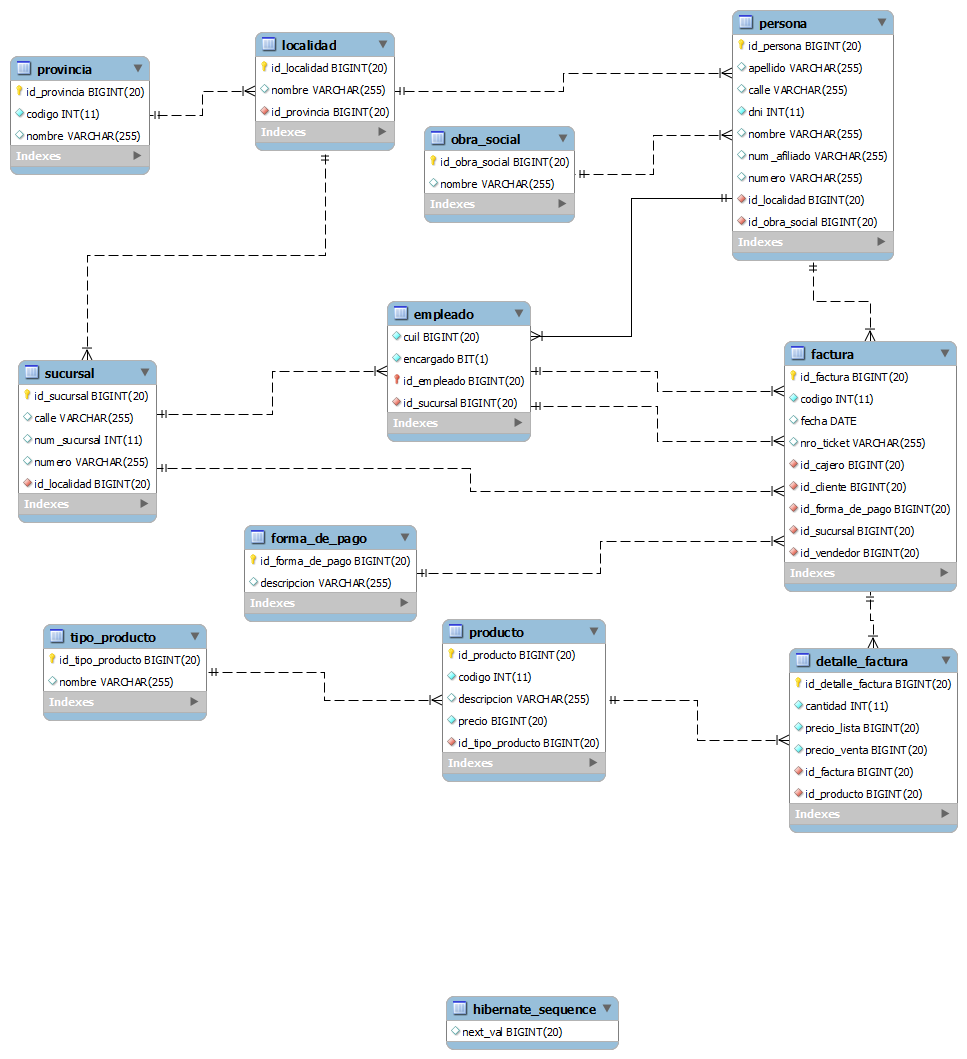 provincia
id_provincia BIGINT(20)
codigo INT(11)
nombre VARCHAR(255)
Indexes
localidad
id_localidad BIGINT(20)
nombre VARCHAR(255)
id_provincia BIGINT(20)
Indexes
persona
id_persona BIGINT(20)
apellido VARCHAR(255)
calle VARCHAR(255)
dni INT(11)
nombre VARCHAR(255)
num_afiliado VARCHAR(255)
numero VARCHAR(255)
id_localidad BIGINT(20)
id_obra_social BIGINT(20)
Indexes
obra_social
id_obra_social BIGINT(20)
nombre VARCHAR(255)
Indexes
empleado
cuil BIGINT(20)
encargado BIT(1)
id_empleado BIGINT(20)
id_sucursal BIGINT(20)
Indexes
sucursal
id_sucursal BIGINT(20)
calle VARCHAR(255)
num_sucursal INT(11)
numero VARCHAR(255)
id_localidad BIGINT(20)
Indexes
factura
id_factura BIGINT(20)
codigo INT(11)
fecha DATE
nro_ticket VARCHAR(255)
id_cajero BIGINT(20)
id_cliente BIGINT(20)
id_forma_de_pago BIGINT(20)
id_sucursal BIGINT(20)
id_vendedor BIGINT(20)
Indexes
forma_de_pago
id_forma_de_pago BIGINT(20)
descripcion VARCHAR(255)
Indexes
tipo_producto
id_tipo_producto BIGINT(20)
nombre VARCHAR(255)
Indexes
producto
id_producto BIGINT(20)
codigo INT(11)
descripcion VARCHAR(255)
precio BIGINT(20)
id_tipo_producto BIGINT(20)
Indexes
detalle_factura
id_detalle_factura BIGINT(20)
cantidad INT(11)
precio_lista BIGINT(20)
precio_venta BIGINT(20)
id_factura BIGINT(20)
id_producto BIGINT(20)
Indexes
hibernate_sequence
next_val BIGINT(20)